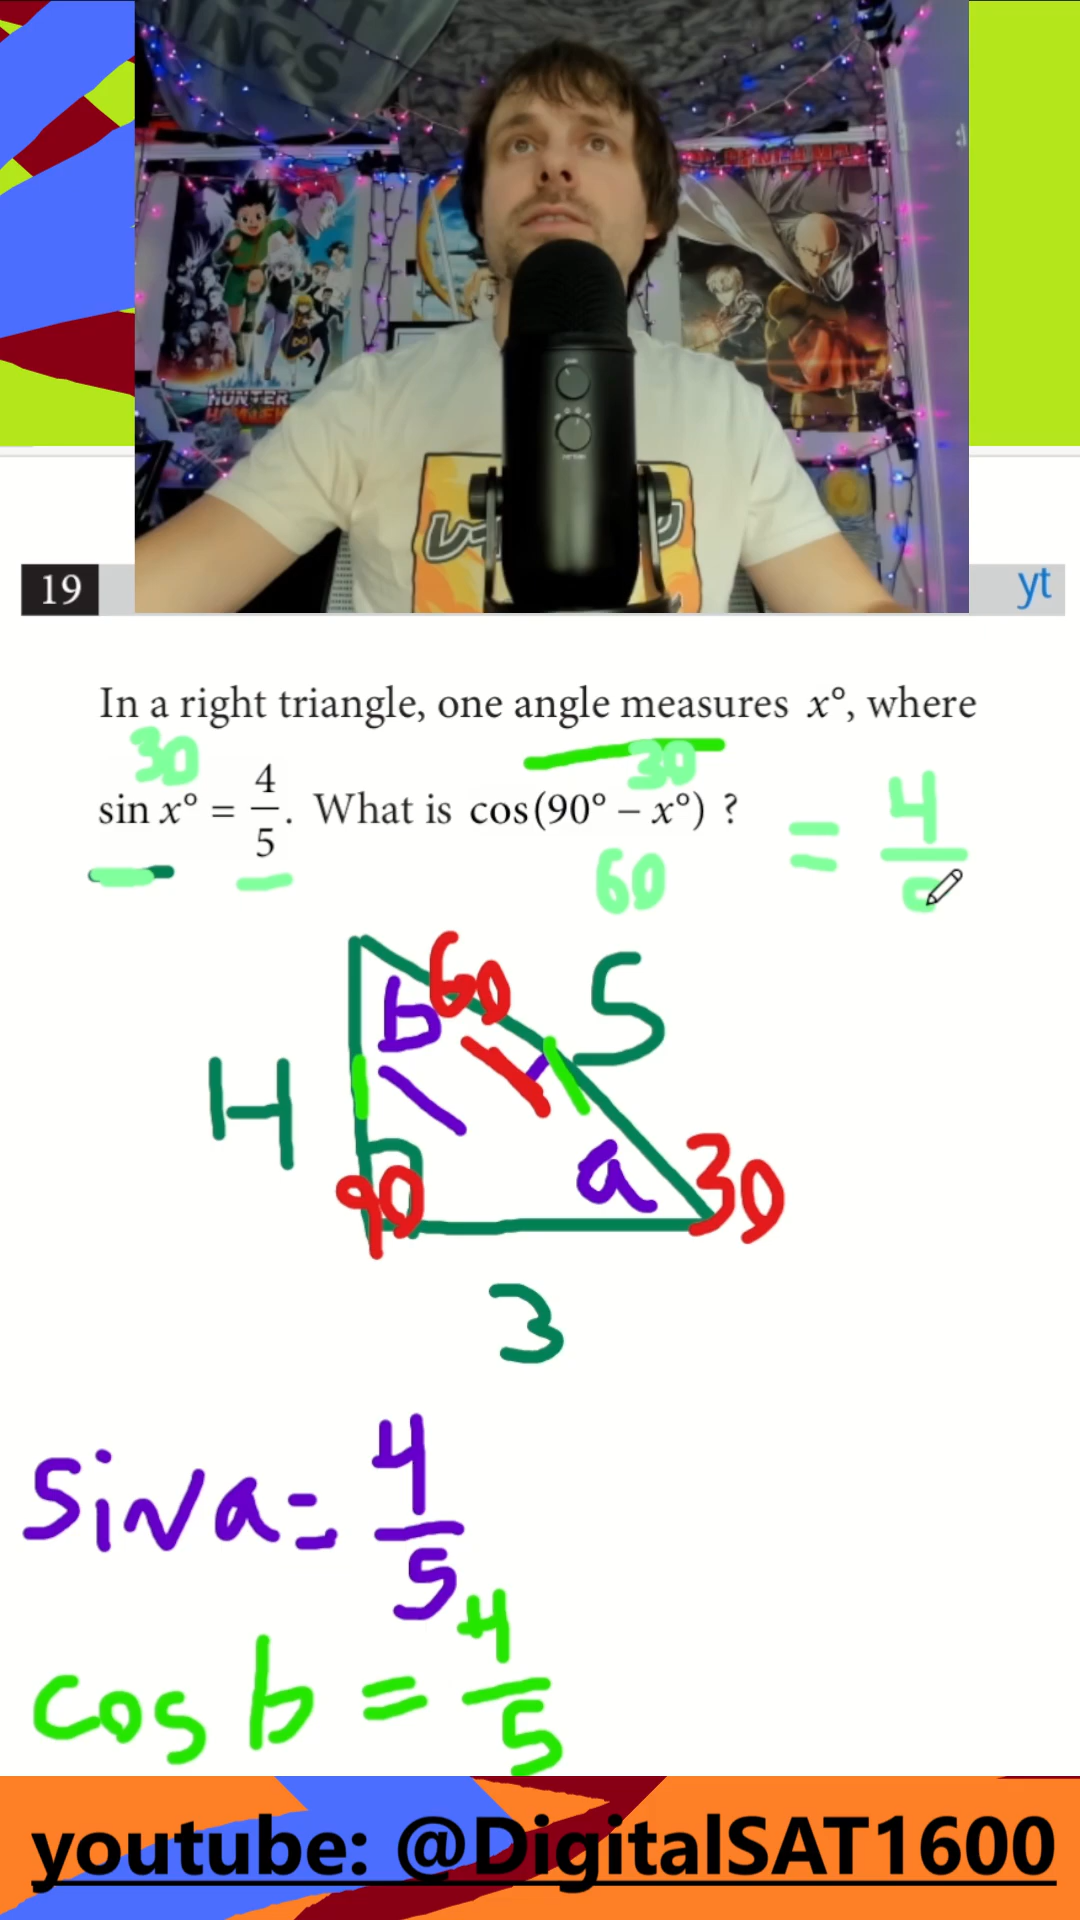 HUNTER
19
yt
In a right triangle, one angle measures x°, where
30
30
sin x° = 4/5. What is cos(90° – x°) ?
= 4
60
b 60
5
H
90
a 30
3
sin a = 4/5
cos b = 4/5
youtube: @DigitalSAT1600